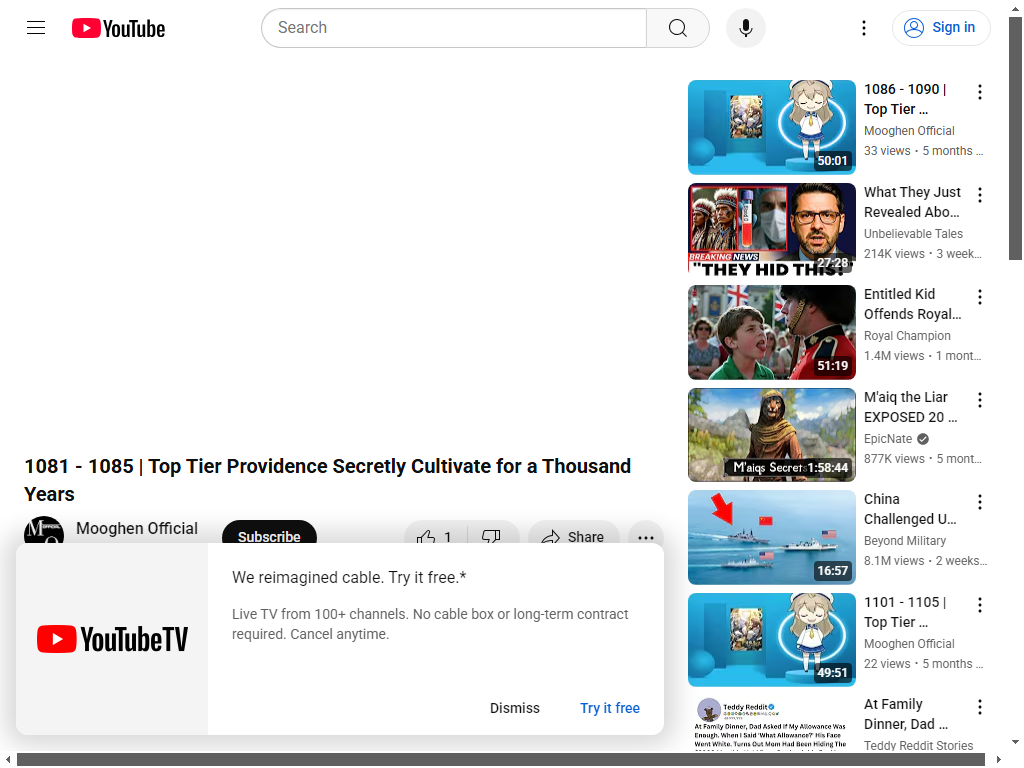 YouTube
Search
Sign in
1081 - 1085 | Top Tier Providence Secretly Cultivate for a Thousand
Years
Mooghen Official
Subscribe
1
Share
We reimagined cable. Try it free.*
Live TV from 100+ channels. No cable box or long-term contract
required. Cancel anytime.
YouTubeTV
Dismiss
Try it free
50:01
1086 - 1090 |
Top Tier …
Mooghen Official
33 views • 5 months …
BREAKING NEWS
"THEY HID THIS!"
27:28
What They Just
Revealed Abo…
Unbelievable Tales
214K views • 3 week…
51:19
Entitled Kid
Offends Royal…
Royal Champion
1.4M views • 1 mont…
M'aiqs Secret
1:58:44
M'aiq the Liar
EXPOSED 20 …
EpicNate
877K views • 5 mont…
16:57
China
Challenged U…
Beyond Military
8.1M views • 2 weeks…
49:51
1101 - 1105 |
Top Tier …
Mooghen Official
22 views • 5 months …
Teddy Reddit
At Family Dinner, Dad Asked If My Allowance Was
Enough. When I Said 'What Allowance?' His Face
Went White. Turns Out Mom Had Been Hiding The
At Family
Dinner, Dad …
Teddy Reddit Stories